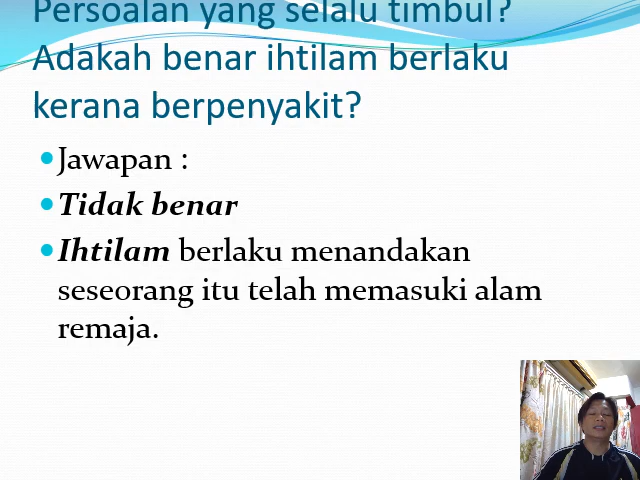 Persoalan yang selalu timbul?
Adakah benar ihtilam berlaku
kerana berpenyakit?
Jawapan :
Tidak benar
Ihtilam berlaku menandakan
seseorang itu telah memasuki alam
remaja.